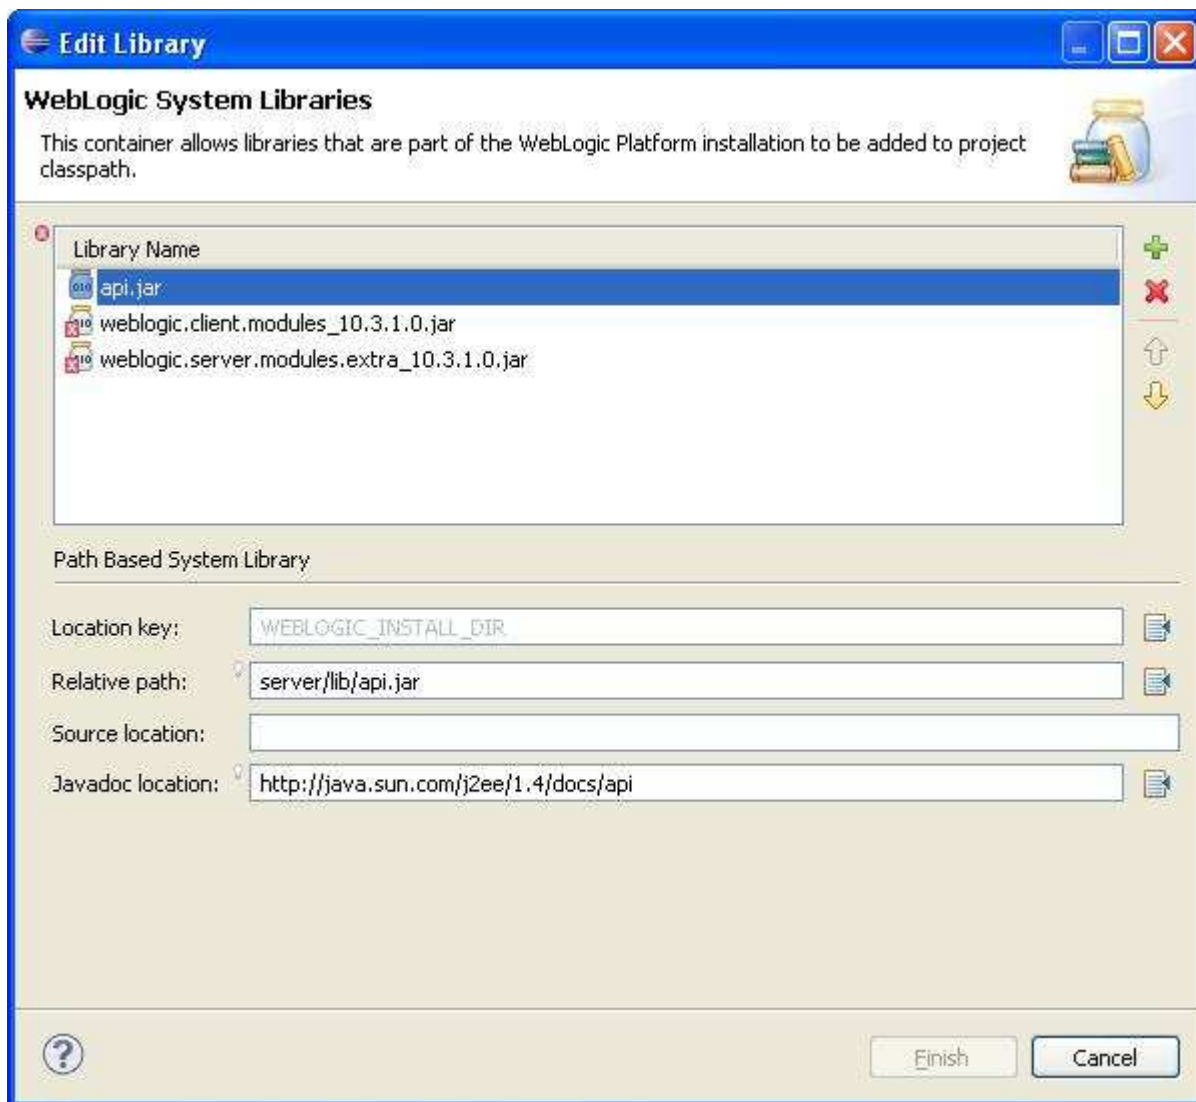 Edit Library
WebLogic System Libraries
This container allows libraries that are part of the WebLogic Platform installation to be added to project
classpath.
Library Name
api.jar
weblogic.client.modules_10.3.1.0.jar
weblogic.server.modules.extra_10.3.1.0.jar
Path Based System Library
Location key: WEBLOGIC_INSTALL_DIR
Relative path: server/lib/api.jar
Source location:
Javadoc location: http://java.sun.com/j2ee/1.4/docs/api
Finish Cancel